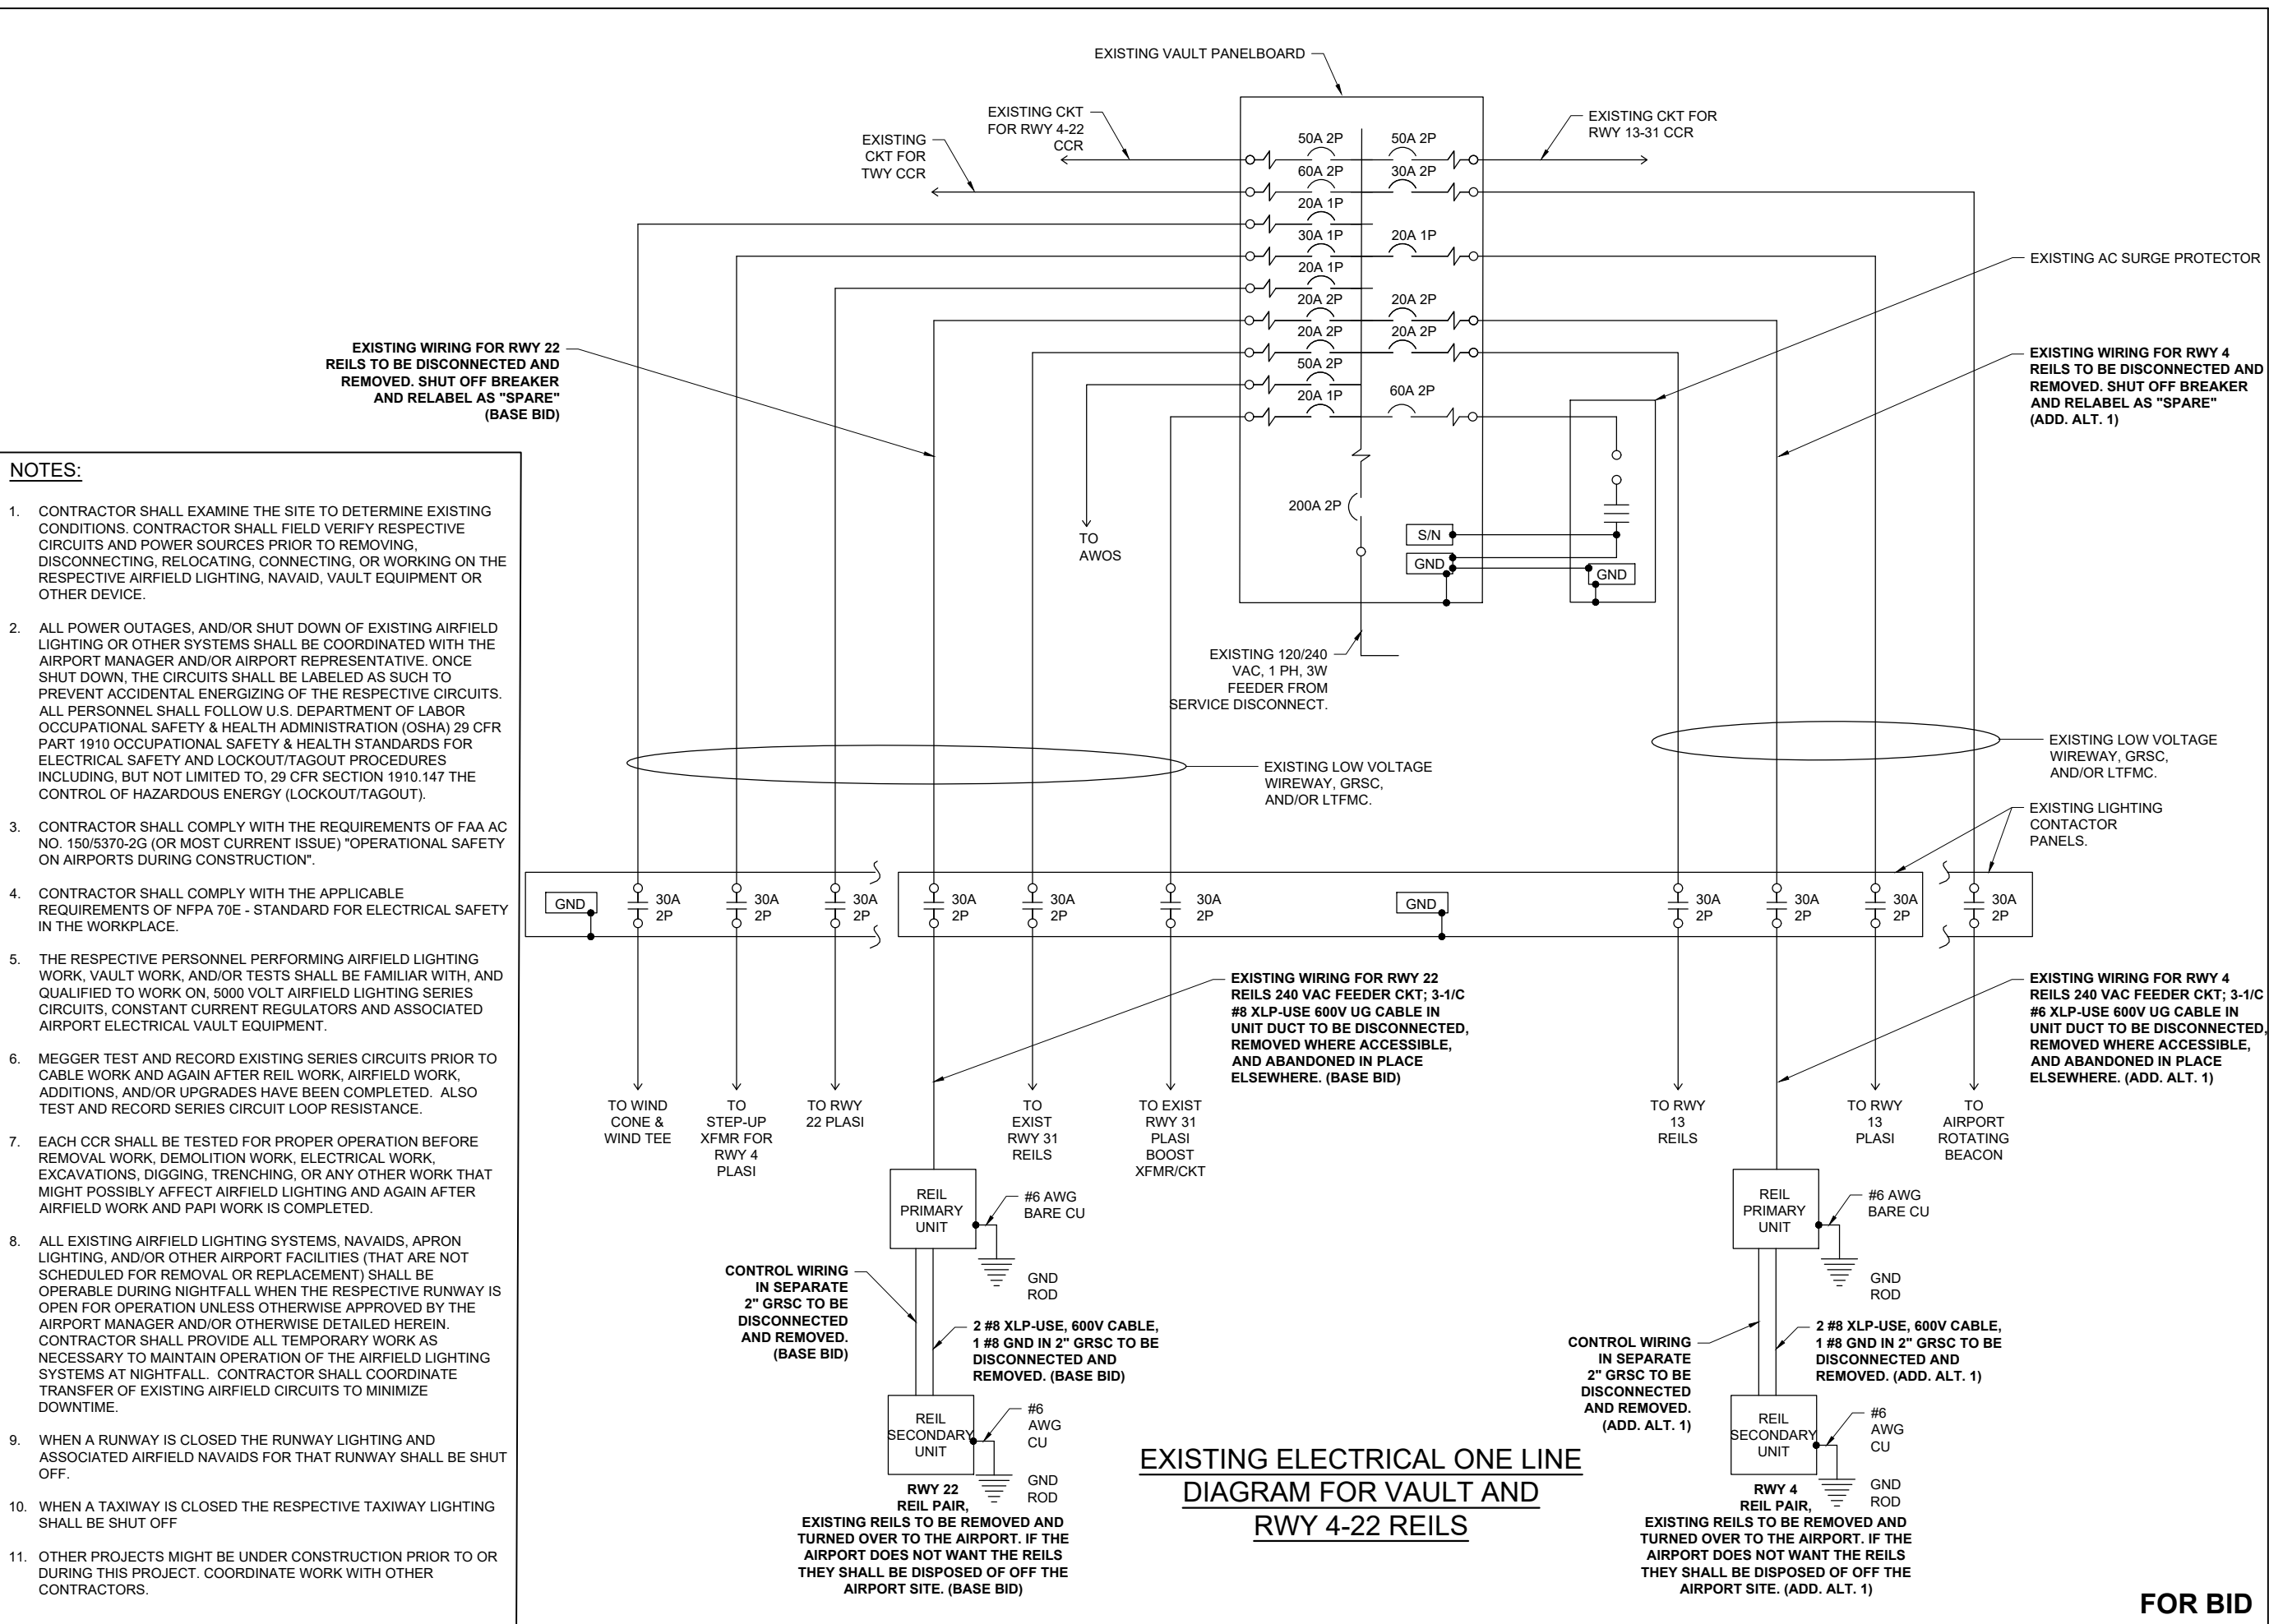 EXISTING VAULT PANELBOARD
EXISTING CKT
FOR RWY 4-22
CCR
EXISTING
CKT FOR
TWY CCR
EXISTING CKT FOR
RWY 13-31 CCR
50A 2P
50A 2P
60A 2P
30A 2P
20A 1P
30A 1P
20A 1P
20A 1P
20A 2P
20A 2P
20A 2P
20A 2P
50A 2P
20A 1P
60A 2P
200A 2P
S/N
GND
GND
EXISTING AC SURGE PROTECTOR
EXISTING WIRING FOR RWY 22
REILS TO BE DISCONNECTED AND
REMOVED. SHUT OFF BREAKER
AND RELABEL AS "SPARE"
(BASE BID)
EXISTING WIRING FOR RWY 4
REILS TO BE DISCONNECTED AND
REMOVED. SHUT OFF BREAKER
AND RELABEL AS "SPARE"
(ADD. ALT. 1)
TO
AWOS
EXISTING 120/240
VAC, 1 PH, 3W
FEEDER FROM
SERVICE DISCONNECT.
EXISTING LOW VOLTAGE
WIREWAY, GRSC,
AND/OR LTFMC.
EXISTING LOW VOLTAGE
WIREWAY, GRSC,
AND/OR LTFMC.
EXISTING LIGHTING
CONTACTOR
PANELS.
NOTES:
1. CONTRACTOR SHALL EXAMINE THE SITE TO DETERMINE EXISTING
CONDITIONS. CONTRACTOR SHALL FIELD VERIFY RESPECTIVE
CIRCUITS AND POWER SOURCES PRIOR TO REMOVING,
DISCONNECTING, RELOCATING, CONNECTING, OR WORKING ON THE
RESPECTIVE AIRFIELD LIGHTING, NAVAID, VAULT EQUIPMENT OR
OTHER DEVICE.
2. ALL POWER OUTAGES, AND/OR SHUT DOWN OF EXISTING AIRFIELD
LIGHTING OR OTHER SYSTEMS SHALL BE COORDINATED WITH THE
AIRPORT MANAGER AND/OR AIRPORT REPRESENTATIVE. ONCE
SHUT DOWN, THE CIRCUITS SHALL BE LABELED AS SUCH TO
PREVENT ACCIDENTAL ENERGIZING OF THE RESPECTIVE CIRCUITS.
ALL PERSONNEL SHALL FOLLOW U.S. DEPARTMENT OF LABOR
OCCUPATIONAL SAFETY & HEALTH ADMINISTRATION (OSHA) 29 CFR
PART 1910 OCCUPATIONAL SAFETY & HEALTH STANDARDS FOR
ELECTRICAL SAFETY AND LOCKOUT/TAGOUT PROCEDURES
INCLUDING, BUT NOT LIMITED TO, 29 CFR SECTION 1910.147 THE
CONTROL OF HAZARDOUS ENERGY (LOCKOUT/TAGOUT).
3. CONTRACTOR SHALL COMPLY WITH THE REQUIREMENTS OF FAA AC
NO. 150/5370-2G (OR MOST CURRENT ISSUE) "OPERATIONAL SAFETY
ON AIRPORTS DURING CONSTRUCTION".
4. CONTRACTOR SHALL COMPLY WITH THE APPLICABLE
REQUIREMENTS OF NFPA 70E - STANDARD FOR ELECTRICAL SAFETY
IN THE WORKPLACE.
5. THE RESPECTIVE PERSONNEL PERFORMING AIRFIELD LIGHTING
WORK, VAULT WORK, AND/OR TESTS SHALL BE FAMILIAR WITH, AND
QUALIFIED TO WORK ON, 5000 VOLT AIRFIELD LIGHTING SERIES
CIRCUITS, CONSTANT CURRENT REGULATORS AND ASSOCIATED
AIRPORT ELECTRICAL VAULT EQUIPMENT.
6. MEGGER TEST AND RECORD EXISTING SERIES CIRCUITS PRIOR TO
CABLE WORK AND AGAIN AFTER REIL WORK, AIRFIELD WORK,
ADDITIONS, AND/OR UPGRADES HAVE BEEN COMPLETED. ALSO
TEST AND RECORD SERIES CIRCUIT LOOP RESISTANCE.
7. EACH CCR SHALL BE TESTED FOR PROPER OPERATION BEFORE
REMOVAL WORK, DEMOLITION WORK, ELECTRICAL WORK,
EXCAVATIONS, DIGGING, TRENCHING, OR ANY OTHER WORK THAT
MIGHT POSSIBLY AFFECT AIRFIELD LIGHTING AND AGAIN AFTER
AIRFIELD WORK AND PAPI WORK IS COMPLETED.
8. ALL EXISTING AIRFIELD LIGHTING SYSTEMS, NAVAIDS, APRON
LIGHTING, AND/OR OTHER AIRPORT FACILITIES (THAT ARE NOT
SCHEDULED FOR REMOVAL OR REPLACEMENT) SHALL BE
OPERABLE DURING NIGHTFALL WHEN THE RESPECTIVE RUNWAY IS
OPEN FOR OPERATION UNLESS OTHERWISE APPROVED BY THE
AIRPORT MANAGER AND/OR OTHERWISE DETAILED HEREIN.
CONTRACTOR SHALL PROVIDE ALL TEMPORARY WORK AS
NECESSARY TO MAINTAIN OPERATION OF THE AIRFIELD LIGHTING
SYSTEMS AT NIGHTFALL. CONTRACTOR SHALL COORDINATE
TRANSFER OF EXISTING AIRFIELD CIRCUITS TO MINIMIZE
DOWNTIME.
9. WHEN A RUNWAY IS CLOSED THE RUNWAY LIGHTING AND
ASSOCIATED AIRFIELD NAVAIDS FOR THAT RUNWAY SHALL BE SHUT
OFF.
10. WHEN A TAXIWAY IS CLOSED THE RESPECTIVE TAXIWAY LIGHTING
SHALL BE SHUT OFF
11. OTHER PROJECTS MIGHT BE UNDER CONSTRUCTION PRIOR TO OR
DURING THIS PROJECT. COORDINATE WORK WITH OTHER
CONTRACTORS.
GND
30A
2P
30A
2P
30A
2P
30A
2P
30A
2P
30A
2P
GND
30A
2P
30A
2P
30A
2P
30A
2P
EXISTING WIRING FOR RWY 22
REILS 240 VAC FEEDER CKT; 3-1/C
#8 XLP-USE 600V UG CABLE IN
UNIT DUCT TO BE DISCONNECTED,
REMOVED WHERE ACCESSIBLE,
AND ABANDONED IN PLACE
ELSEWHERE. (BASE BID)
EXISTING WIRING FOR RWY 4
REILS 240 VAC FEEDER CKT; 3-1/C
#6 XLP-USE 600V UG CABLE IN
UNIT DUCT TO BE DISCONNECTED,
REMOVED WHERE ACCESSIBLE,
AND ABANDONED IN PLACE
ELSEWHERE. (ADD. ALT. 1)
TO WIND
CONE &
WIND TEE
TO
STEP-UP
XFMR FOR
RWY 4
PLASI
TO RWY
22 PLASI
TO
EXIST
RWY 31
REILS
TO EXIST
RWY 31
PLASI
BOOST
XFMR/CKT
TO RWY
13
REILS
TO RWY
13
PLASI
TO
AIRPORT
ROTATING
BEACON
REIL
PRIMARY
UNIT
#6 AWG
BARE CU
GND
ROD
CONTROL WIRING
IN SEPARATE
2" GRSC TO BE
DISCONNECTED
AND REMOVED.
(BASE BID)
2 #8 XLP-USE, 600V CABLE,
1 #8 GND IN 2" GRSC TO BE
DISCONNECTED AND
REMOVED. (BASE BID)
REIL
SECONDARY
UNIT
#6
AWG
CU
GND
ROD
RWY 22
REIL PAIR,
EXISTING REILS TO BE REMOVED AND
TURNED OVER TO THE AIRPORT. IF THE
AIRPORT DOES NOT WANT THE REILS
THEY SHALL BE DISPOSED OF OFF THE
AIRPORT SITE. (BASE BID)
REIL
PRIMARY
UNIT
#6 AWG
BARE CU
GND
ROD
CONTROL WIRING
IN SEPARATE
2" GRSC TO BE
DISCONNECTED
AND REMOVED.
(ADD. ALT. 1)
2 #8 XLP-USE, 600V CABLE,
1 #8 GND IN 2" GRSC TO BE
DISCONNECTED AND
REMOVED. (ADD. ALT. 1)
REIL
SECONDARY
UNIT
#6
AWG
CU
GND
ROD
RWY 4
REIL PAIR,
EXISTING REILS TO BE REMOVED AND
TURNED OVER TO THE AIRPORT. IF THE
AIRPORT DOES NOT WANT THE REILS
THEY SHALL BE DISPOSED OF OFF THE
AIRPORT SITE. (ADD. ALT. 1)
EXISTING ELECTRICAL ONE LINE
DIAGRAM FOR VAULT AND
RWY 4-22 REILS
FOR BID